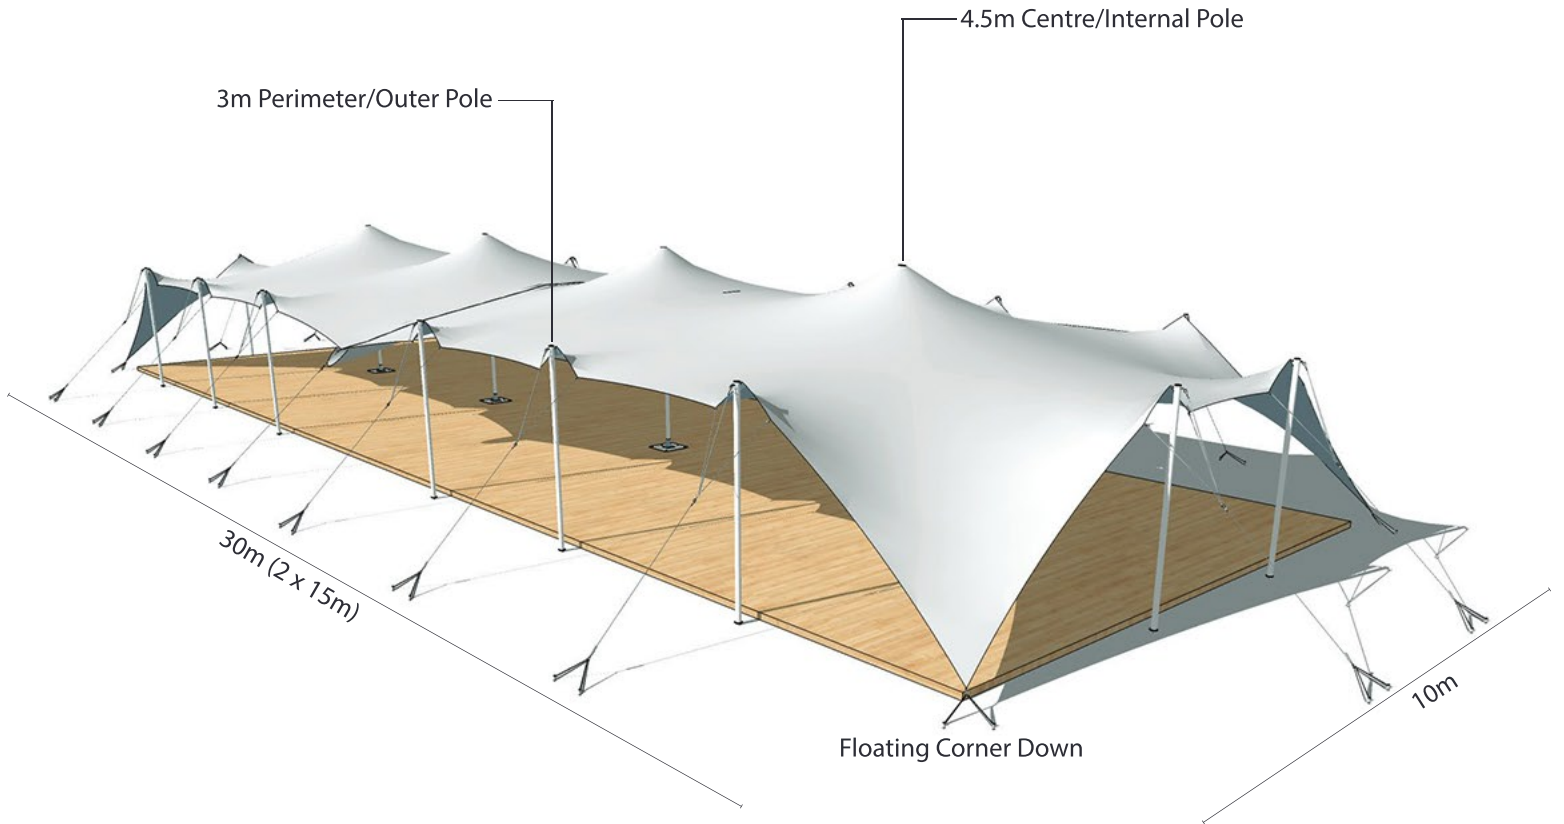 4.5m Centre/Internal Pole
3m Perimeter/Outer Pole
30m (2 x 15m)
10m
Floating Corner Down